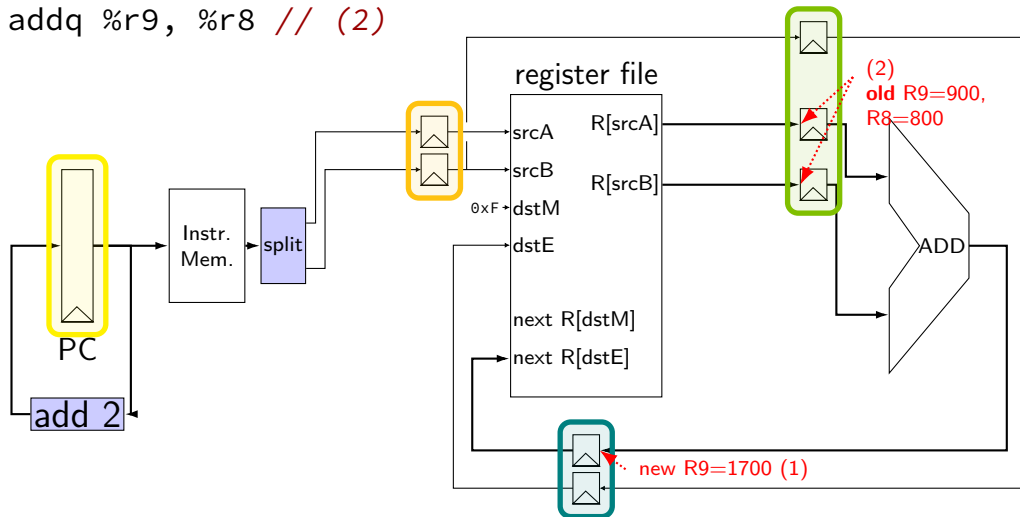 addq %r9, %r8 // (2)
register file
(2)
old R9=900,
R8=800
srcA
R[srcA]
srcB
R[srcB]
0xF
dstM
dstE
Instr.
Mem.
split
ADD
next R[dstM]
next R[dstE]
PC
add 2
new R9=1700 (1)